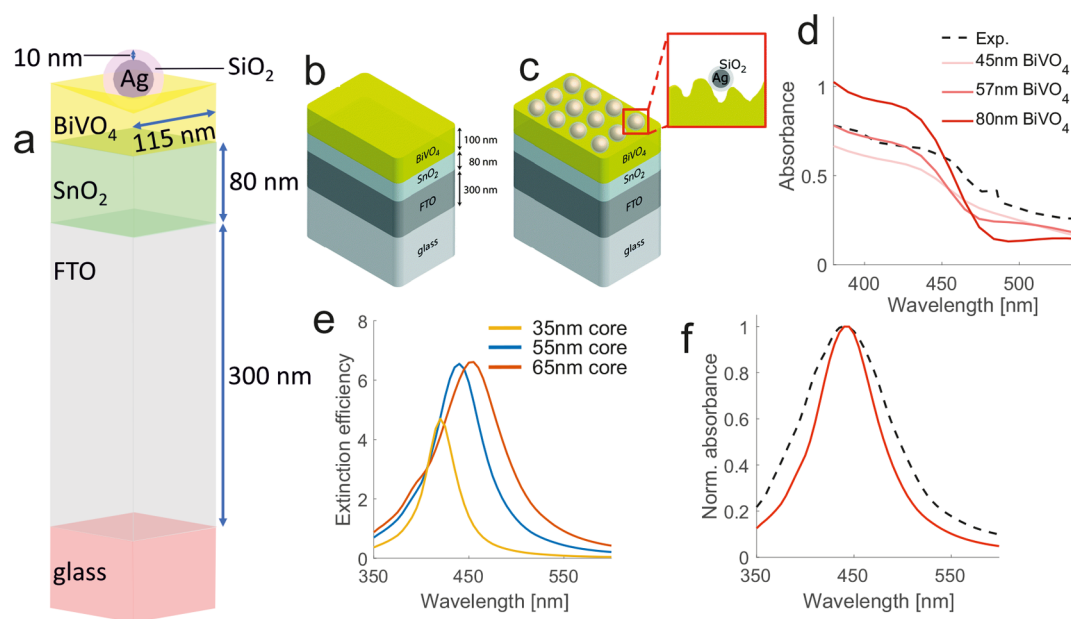 a
10 nm
Ag
SiO₂
BiVO₄
115 nm
SnO₂
80 nm
FTO
300 nm
glass
b
100 nm
80 nm
300 nm
BiVO₄
SnO₂
FTO
glass
c
SiO₂
Ag
BiVO₄
SnO₂
FTO
glass
d
Exp.
45nm BiVO₄
57nm BiVO₄
80nm BiVO₄
Absorbance
1
0.5
0
400 450 500
Wavelength [nm]
e
35nm core
55nm core
65nm core
Extinction efficiency
8
6
4
2
0
350 450 550
Wavelength [nm]
f
Norm. absorbance
1
0.8
0.6
0.4
0.2
0
350 450 550
Wavelength [nm]